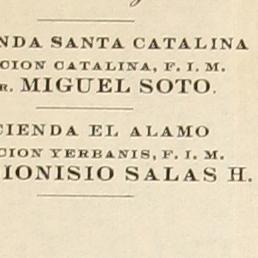 NDA SANTA CATALINA
CION CATALINA, F. I. M.
R. MIGUEL SOTO.
CIENDA EL ALAMO
CION YERBANIS, F. I. M.
IONISIO SALAS H.